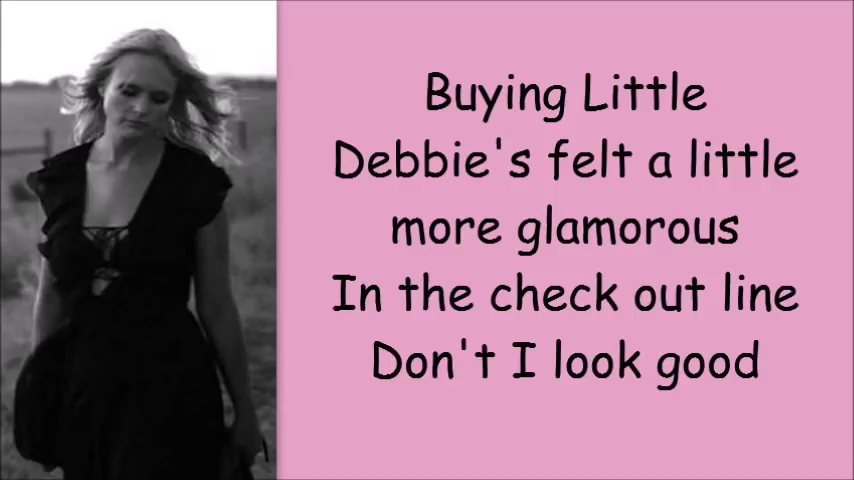 Buying Little
Debbie's felt a little
more glamorous
In the check out line
Don't I look good